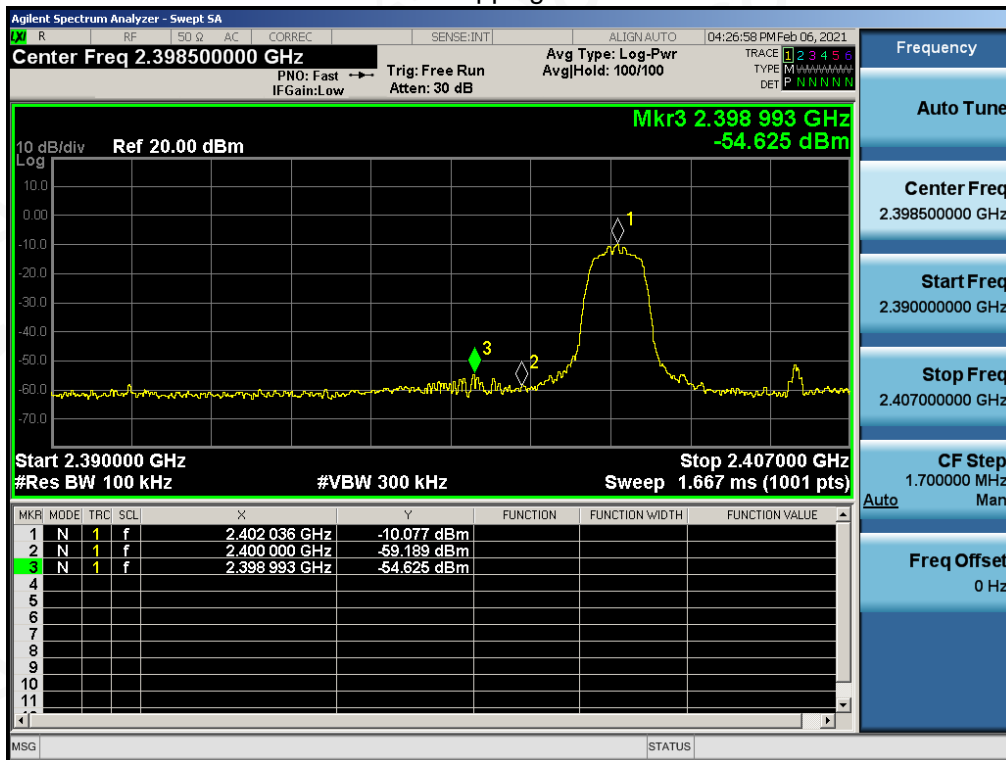 pping
Agilent Spectrum Analyzer - Swept SA
LXI R RF 50 Ω AC CORREC SENSE:INT ALIGN AUTO 04:26:58 PM Feb 06, 2021
Center Freq 2.398500000 GHz
PNO: Fast
IFGain:Low
Trig: Free Run
Atten: 30 dB
Avg Type: Log-Pwr
Avg|Hold: 100/100
TRACE 1 2 3 4 5 6
TYPE M WWWWW
DET P N N N N N
Mkr3 2.398 993 GHz
-54.625 dBm
10 dB/div Ref 20.00 dBm
Log
10.0
0.00
-10.0
-20.0
-30.0
-40.0
-50.0
-60.0
-70.0
1
2
3
Start 2.390000 GHz Stop 2.407000 GHz
#Res BW 100 kHz #VBW 300 kHz Sweep 1.667 ms (1001 pts)
MKR MODE TRC SCL X Y FUNCTION FUNCTION WIDTH FUNCTION VALUE
1 N 1 f 2.402 036 GHz -10.077 dBm
2 N 1 f 2.400 000 GHz -59.189 dBm
3 N 1 f 2.398 993 GHz -54.625 dBm
4
5
6
7
8
9
10
11
MSG STATUS
Frequency
Auto Tune
Center Freq
2.398500000 GHz
Start Freq
2.390000000 GHz
Stop Freq
2.407000000 GHz
CF Step
1.700000 MHz
Auto Man
Freq Offset
0 Hz